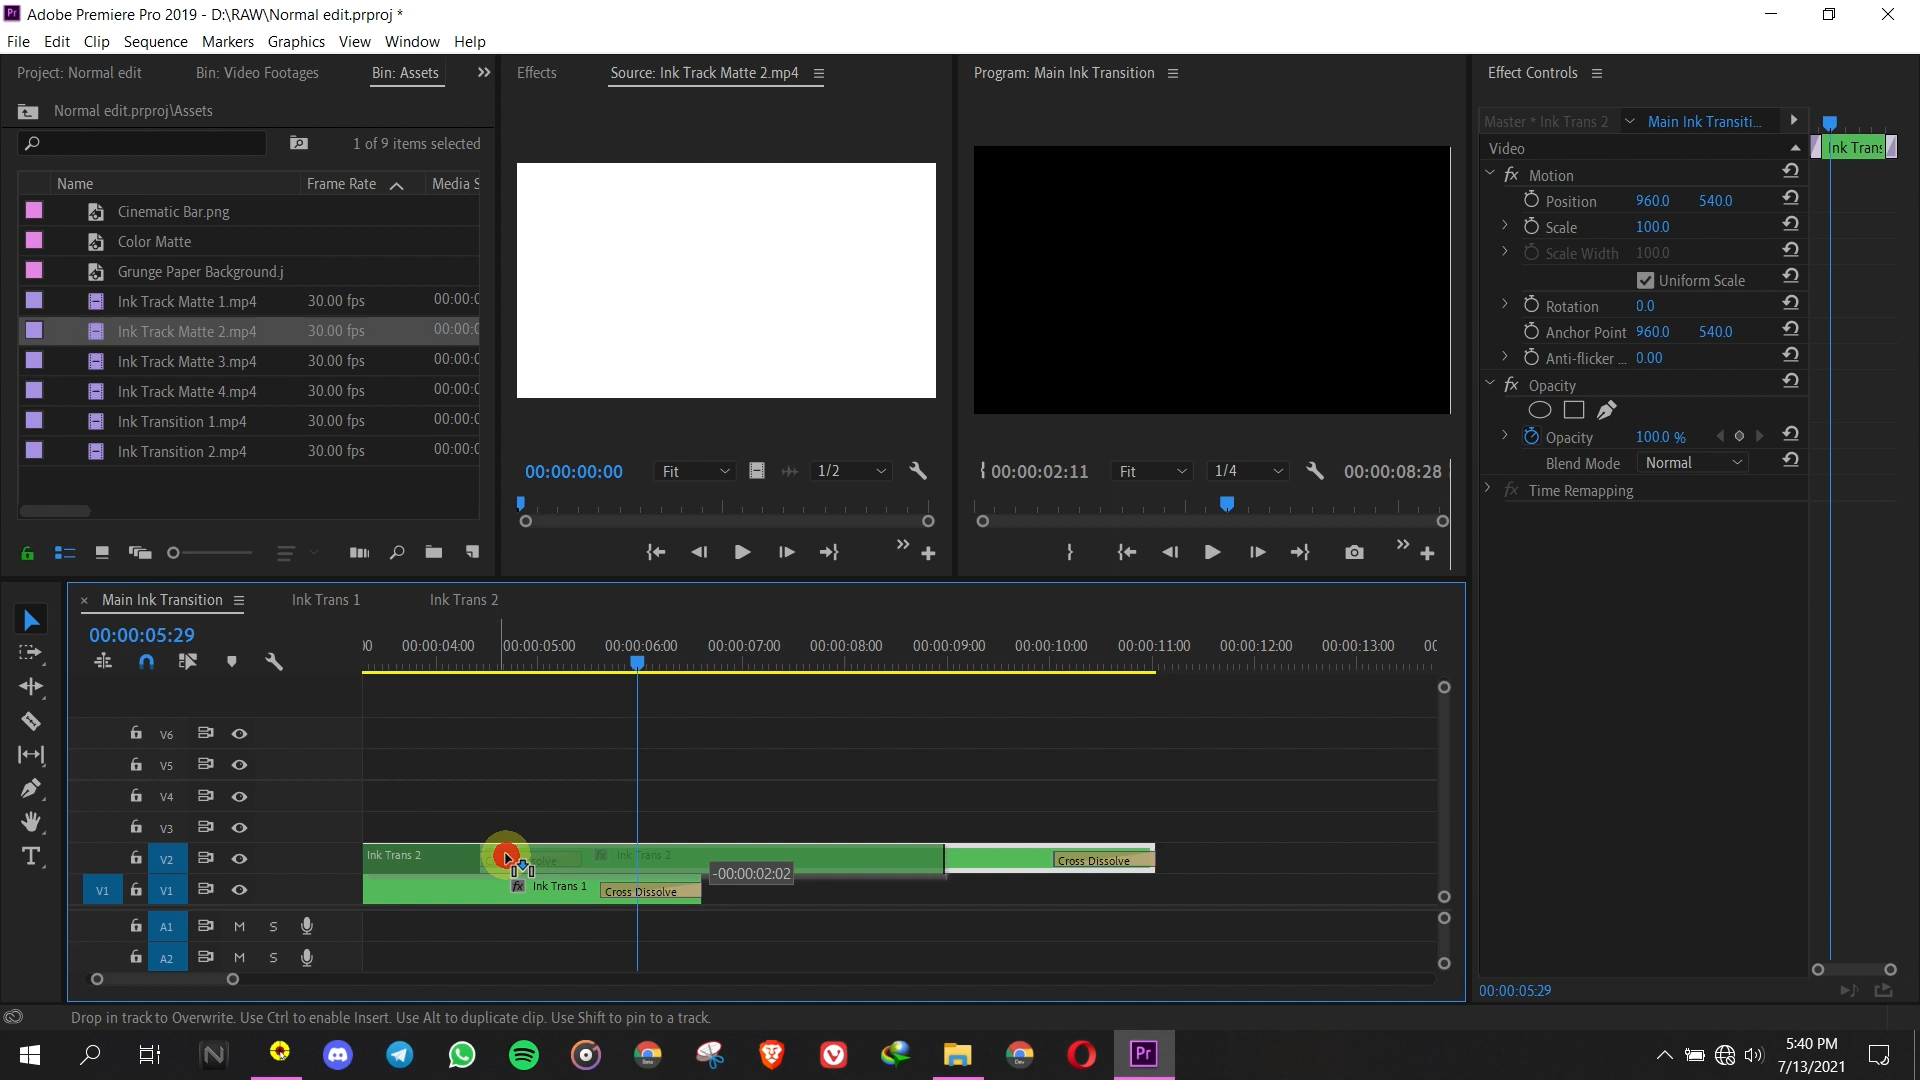 Adobe Premiere Pro 2019 - D:\RAW\Normal edit.prproj *
File Edit Clip Sequence Markers Graphics View Window Help
Project: Normal edit Bin: Video Footages Bin: Assets
Normal edit.prproj\Assets
1 of 9 items selected
Name Frame Rate Media S
Cinematic Bar.png
Color Matte
Grunge Paper Background.j
Ink Track Matte 1.mp4 30.00 fps 00:00:0
Ink Track Matte 2.mp4 30.00 fps 00:00:0
Ink Track Matte 3.mp4 30.00 fps 00:00:0
Ink Track Matte 4.mp4 30.00 fps 00:00:0
Ink Transition 1.mp4 30.00 fps 00:00:0
Ink Transition 2.mp4 30.00 fps 00:00:0
Effects Source: Ink Track Matte 2.mp4
00:00:00:00 Fit 1/2
Program: Main Ink Transition
00:00:02:11 Fit 1/4 00:00:08:28
Effect Controls
Master * Ink Trans 2 Main Ink Transiti...
Ink Trans
Video
fx Motion
Position 960.0 540.0
Scale 100.0
Scale Width 100.0
Uniform Scale
Rotation 0.0
Anchor Point 960.0 540.0
Anti-flicker ... 0.00
fx Opacity
Opacity 100.0 %
Blend Mode Normal
fx Time Remapping
00:00:05:29
× Main Ink Transition Ink Trans 1 Ink Trans 2
00:00:05:29
00:00:04:00 00:00:05:00 00:00:06:00 00:00:07:00 00:00:08:00 00:00:09:00 00:00:10:00 00:00:11:00 00:00:12:00 00:00:13:00
V6
V5
V4
V3
V2 Ink Trans 2 fx Ink Trans 2 Cross Dissolve
-00:00:02:02
V1 V1 fx Ink Trans 1 Cross Dissolve
A1 M S
A2 M S
Drop in track to Overwrite. Use Ctrl to enable Insert. Use Alt to duplicate clip. Use Shift to pin to a track.
5:40 PM
7/13/2021